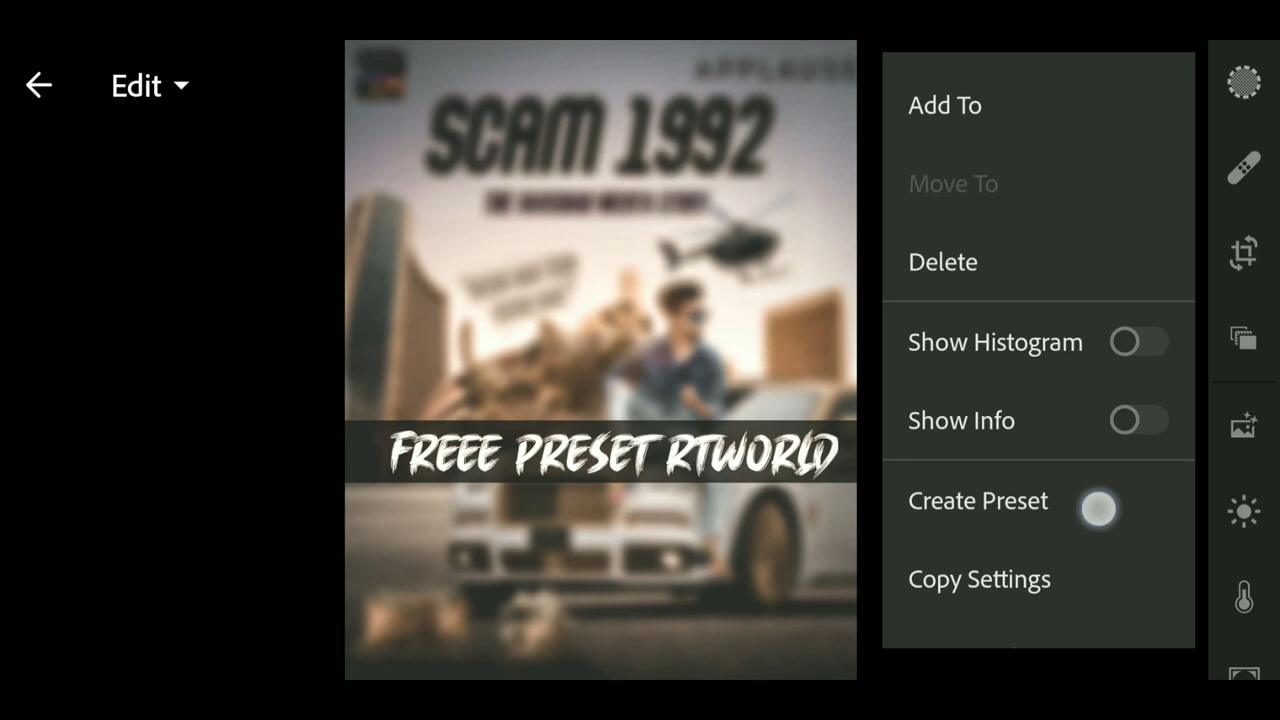 Edit
APPLAUSE
SCAM 1992
FREEE PRESET RTWORLD
Add To
Move To
Delete
Show Histogram
Show Info
Create Preset
Copy Settings